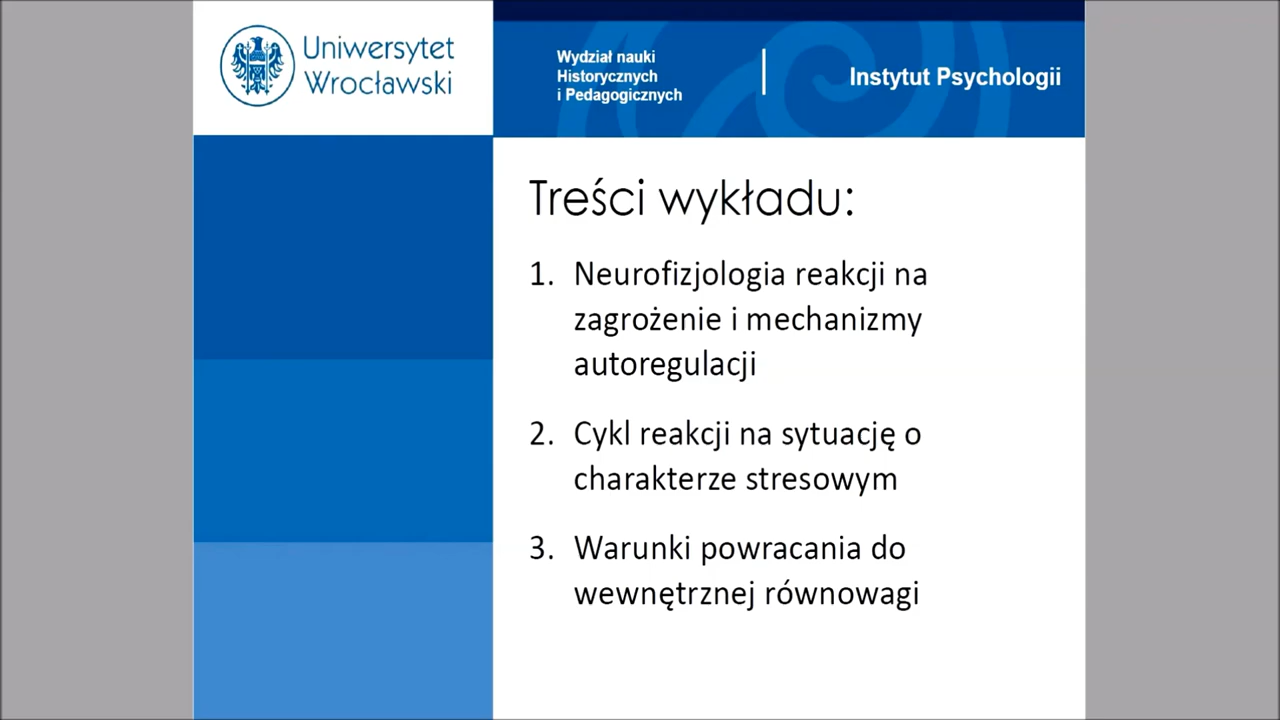 Uniwersytet
Wrocławski
Wydział nauki
Historycznych
i Pedagogicznych
Instytut Psychologii
Treści wykładu:
1. Neurofizjologia reakcji na
zagrożenie i mechanizmy
autoregulacji
2. Cykl reakcji na sytuację o
charakterze stresowym
3. Warunki powracania do
wewnętrznej równowagi